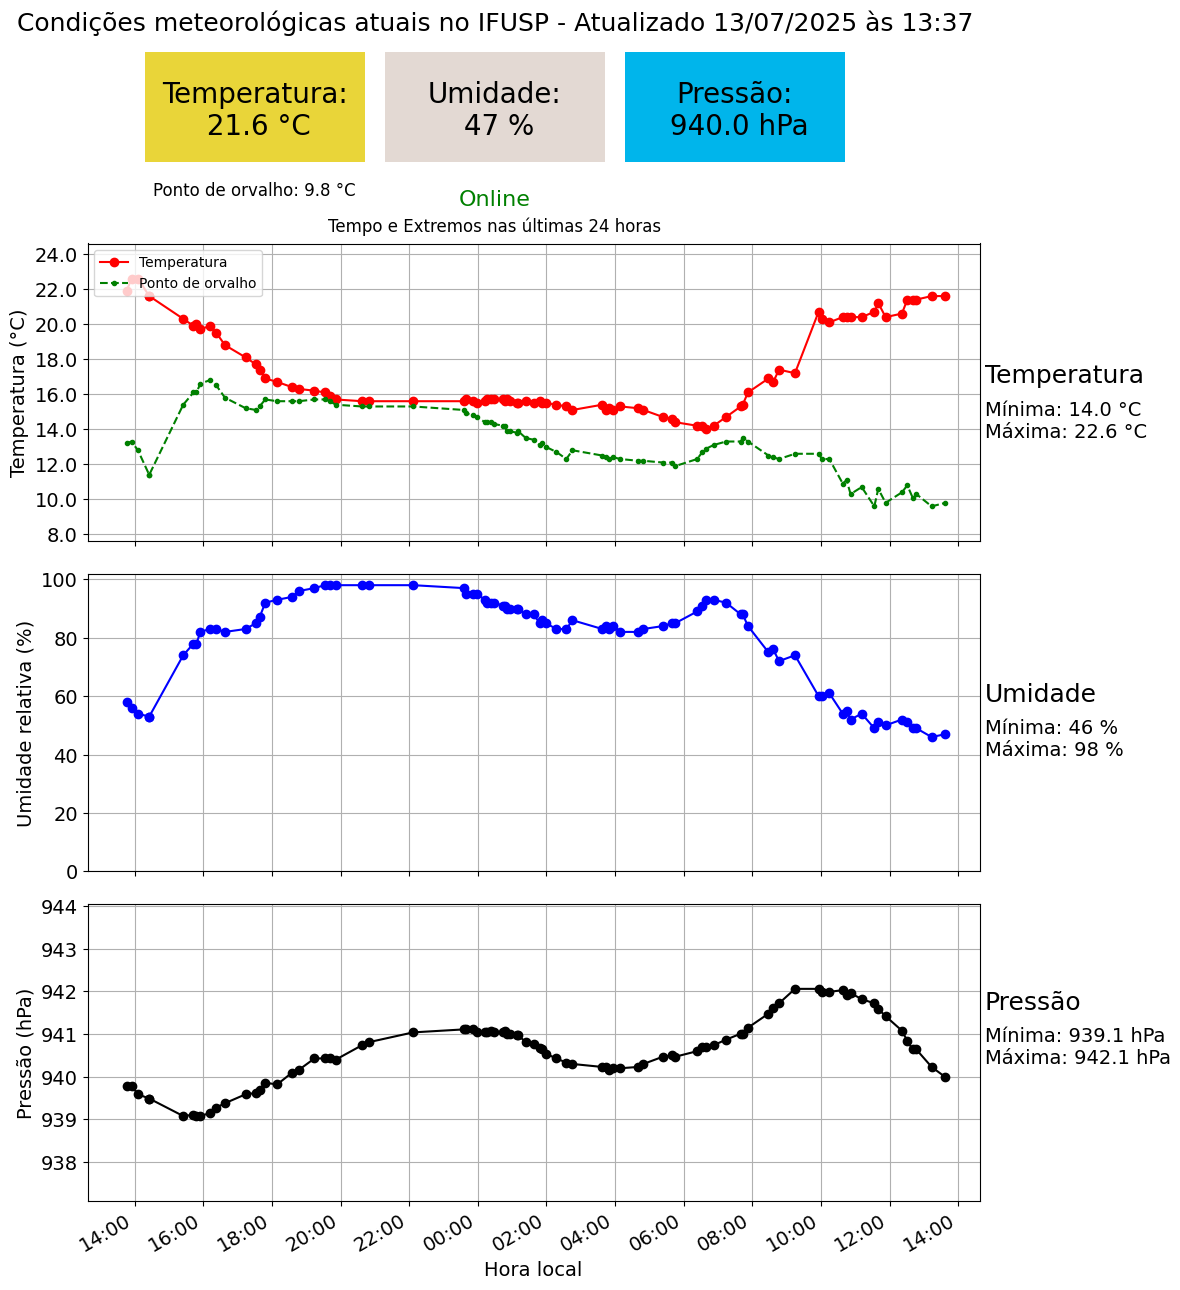 Condições meteorológicas atuais no IFUSP - Atualizado 13/07/2025 às 13:37
Temperatura:
21.6 °C
Umidade:
47 %
Pressão:
940.0 hPa
Ponto de orvalho: 9.8 °C
Online
Tempo e Extremos nas últimas 24 horas
Temperatura
Ponto de orvalho
Temperatura (°C)
24.0
22.0
20.0
18.0
16.0
14.0
12.0
10.0
8.0
Temperatura
Mínima: 14.0 °C
Máxima: 22.6 °C
Umidade relativa (%)
100
80
60
40
20
0
Umidade
Mínima: 46 %
Máxima: 98 %
Pressão (hPa)
944
943
942
941
940
939
938
Pressão
Mínima: 939.1 hPa
Máxima: 942.1 hPa
14:00
16:00
18:00
20:00
22:00
00:00
02:00
04:00
06:00
08:00
10:00
12:00
14:00
Hora local